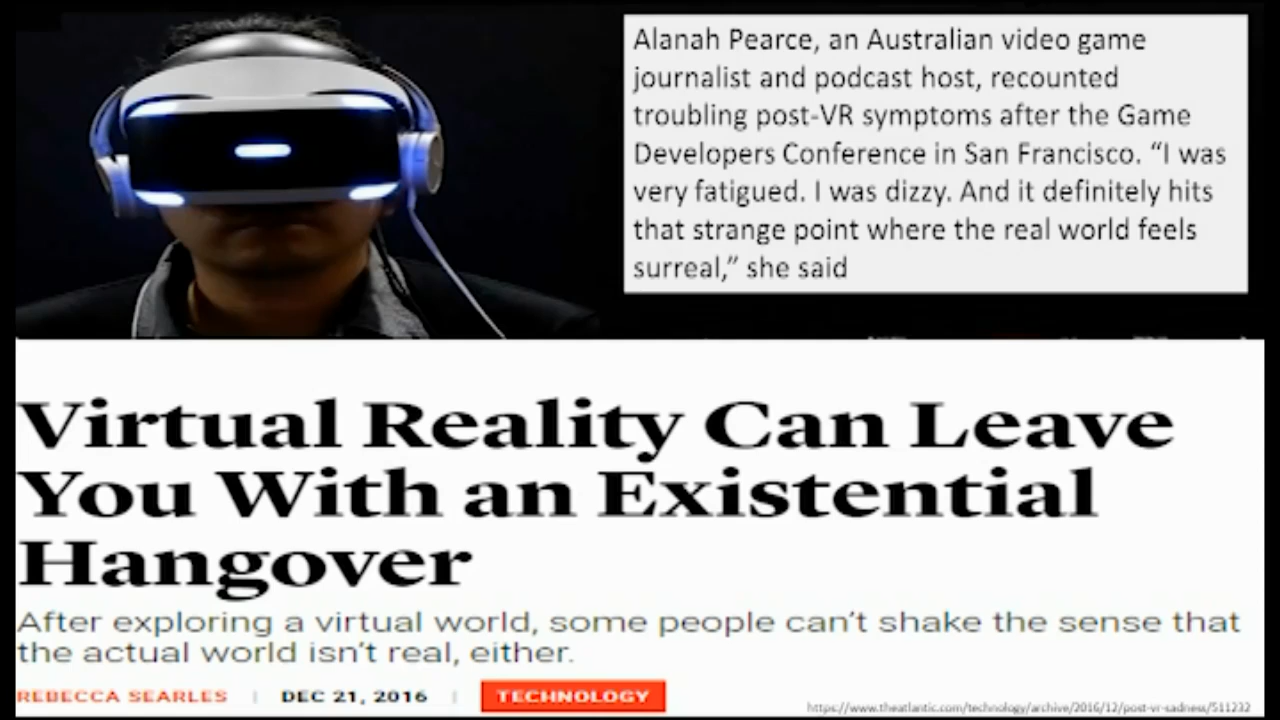 Alanah Pearce, an Australian video game
journalist and podcast host, recounted
troubling post-VR symptoms after the Game
Developers Conference in San Francisco. “I was
very fatigued. I was dizzy. And it definitely hits
that strange point where the real world feels
surreal,” she said
Virtual Reality Can Leave
You With an Existential
Hangover
After exploring a virtual world, some people can’t shake the sense that
the actual world isn’t real, either.
REBECCA SEARLES | DEC 21, 2016 | TECHNOLOGY
https://www.theatlantic.com/technology/archive/2016/12/post-vr-sadness/511232